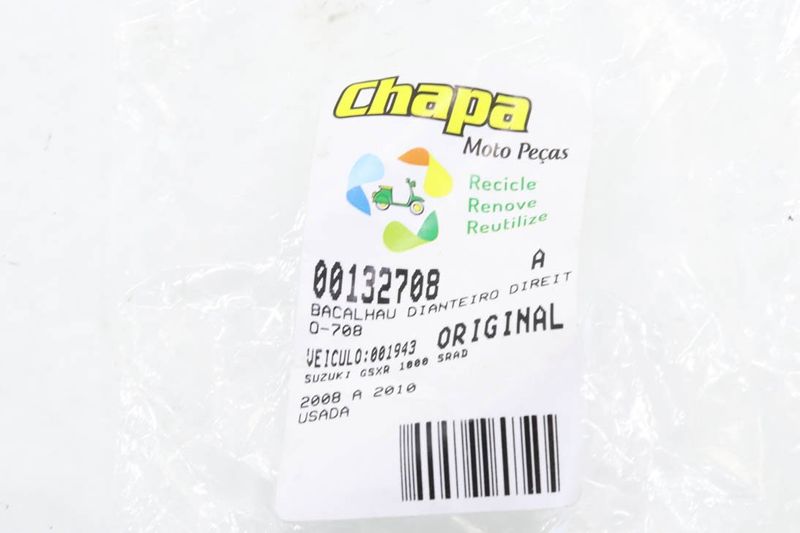 Chapa
Moto Peças
Recicle
Renove
Reutilize
00132708 A
BACALHAU DIANTEIRO DIREIT
O-708
ORIGINAL
VEICULO:001943
SUZUKI GSXR 1000 SRAD
2008 A 2010
USADA